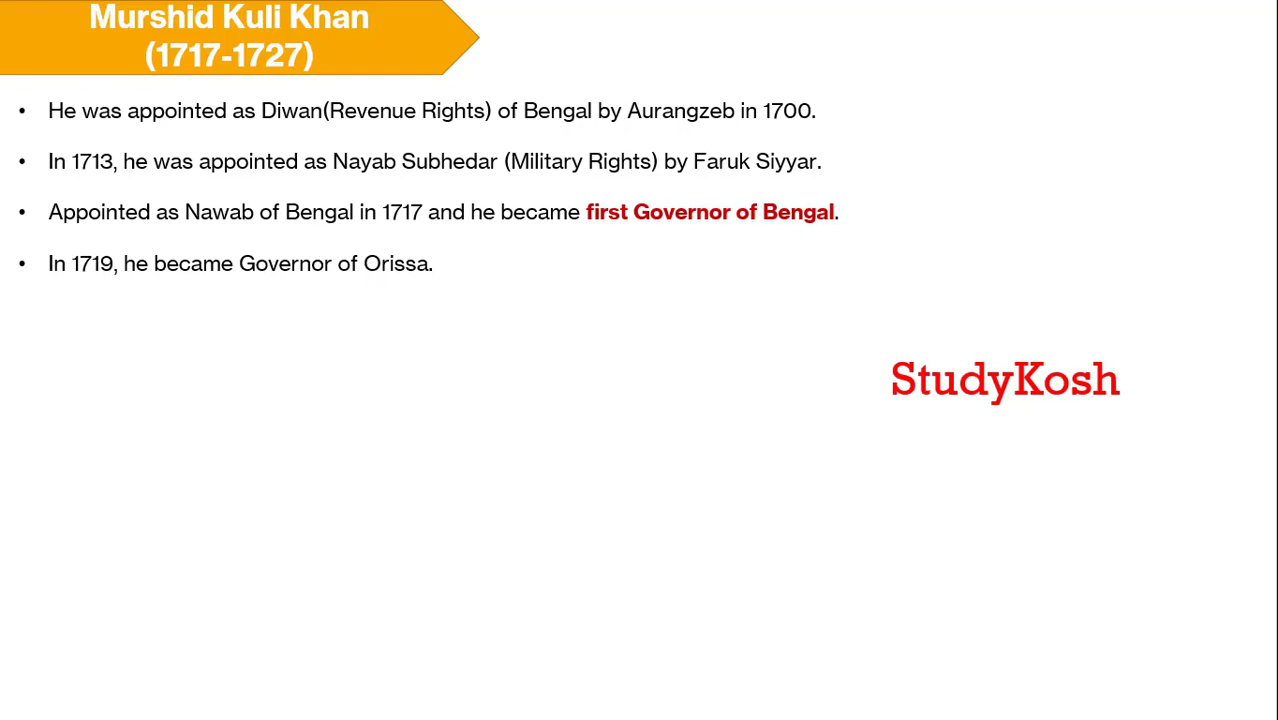 Murshid Kuli Khan
(1717-1727)
• He was appointed as Diwan(Revenue Rights) of Bengal by Aurangzeb in 1700.
• In 1713, he was appointed as Nayab Subhedar (Military Rights) by Faruk Siyyar.
• Appointed as Nawab of Bengal in 1717 and he became first Governor of Bengal.
• In 1719, he became Governor of Orissa.
StudyKosh